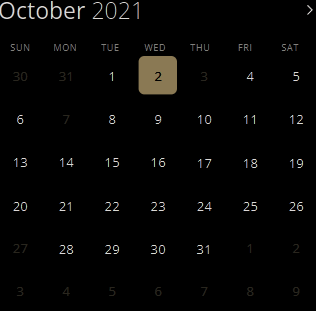 October 2021
SUN MON TUE WED THU FRI SAT
30 31 1 2 3 4 5
6 7 8 9 10 11 12
13 14 15 16 17 18 19
20 21 22 23 24 25 26
27 28 29 30 31 1 2
3 4 5 6 7 8 9